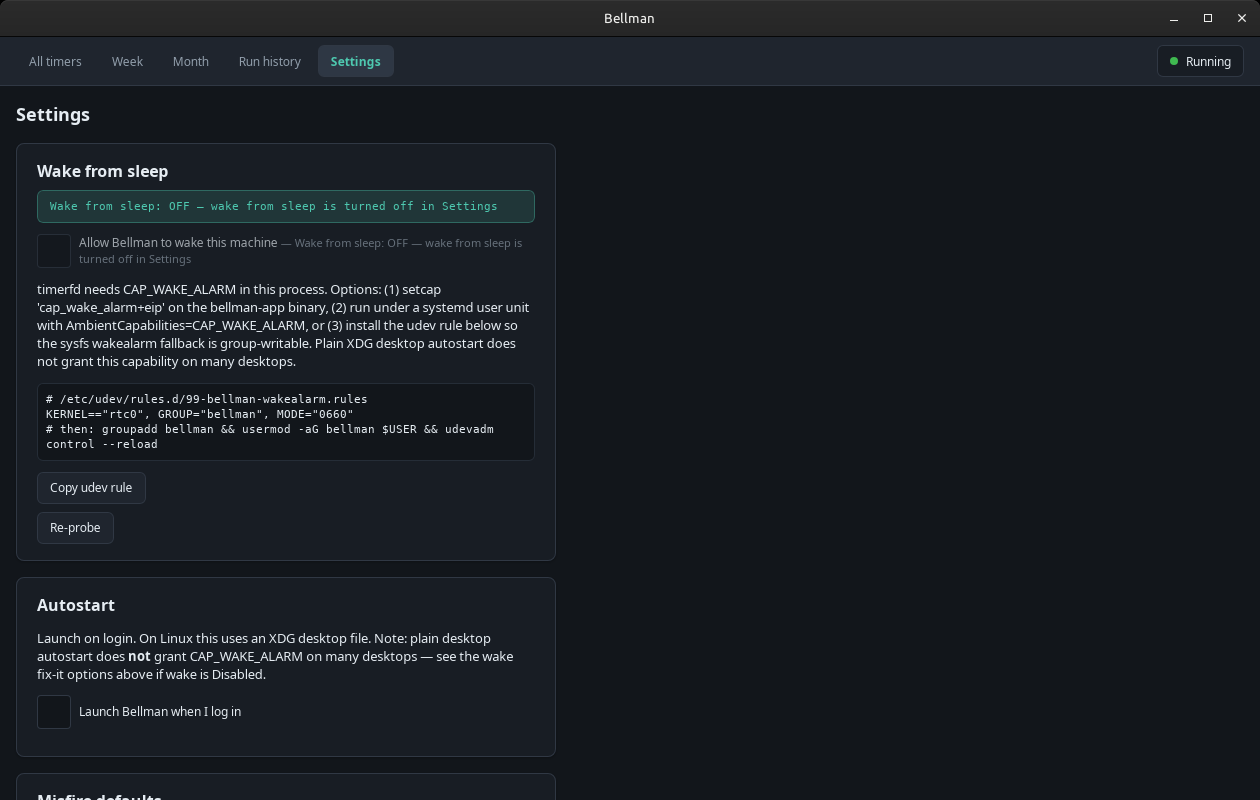 Bellman
All timers
Week
Month
Run history
Settings
Running
Settings
Wake from sleep
Wake from sleep: OFF — wake from sleep is turned off in Settings
Allow Bellman to wake this machine — Wake from sleep: OFF — wake from sleep is
turned off in Settings
timerfd needs CAP_WAKE_ALARM in this process. Options: (1) setcap
'cap_wake_alarm+eip' on the bellman-app binary, (2) run under a systemd user unit
with AmbientCapabilities=CAP_WAKE_ALARM, or (3) install the udev rule below so
the sysfs wakealarm fallback is group-writable. Plain XDG desktop autostart does
not grant this capability on many desktops.
# /etc/udev/rules.d/99-bellman-wakealarm.rules
KERNEL=="rtc0", GROUP="bellman", MODE="0660"
# then: groupadd bellman && usermod -aG bellman $USER && udevadm
control --reload
Copy udev rule
Re-probe
Autostart
Launch on login. On Linux this uses an XDG desktop file. Note: plain desktop
autostart does not grant CAP_WAKE_ALARM on many desktops — see the wake
fix-it options above if wake is Disabled.
Launch Bellman when I log in
Misfire defaults